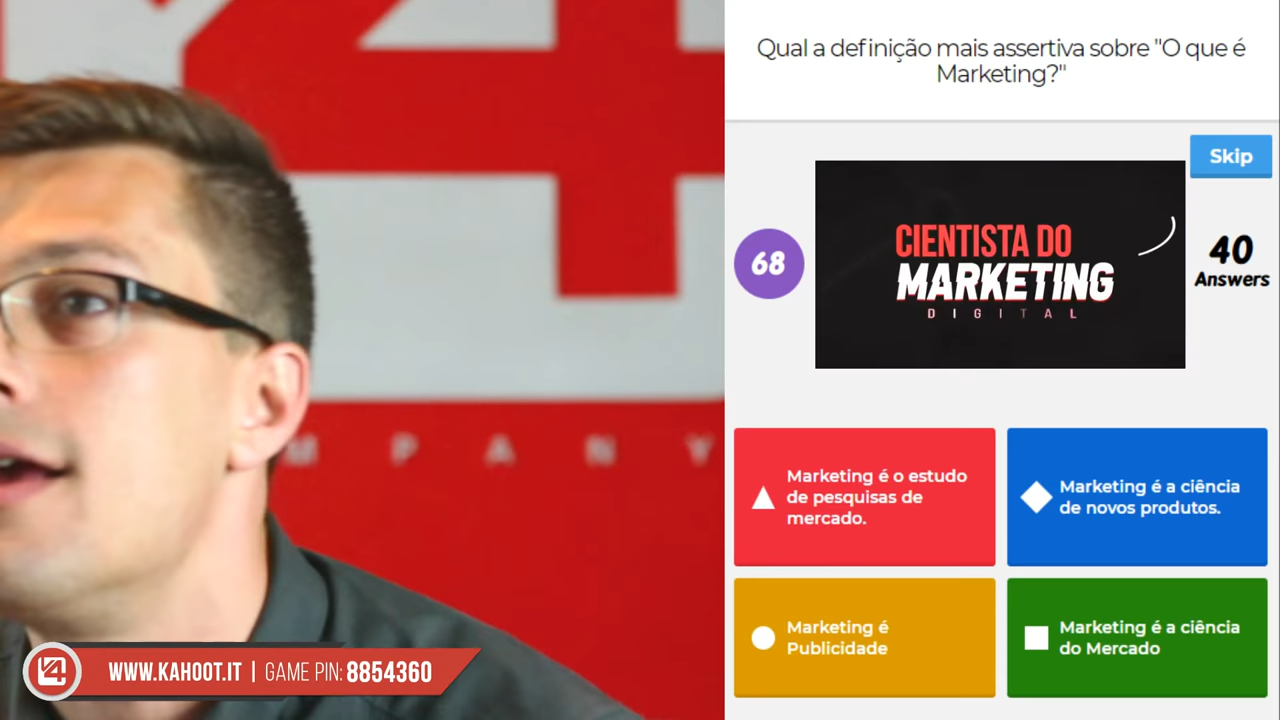 4
M P A N Y
Qual a definição mais assertiva sobre "O que é
Marketing?"
Skip
68
CIENTISTA DO
MARKETING
DIGITAL
40
Answers
Marketing é o estudo
de pesquisas de
mercado.
Marketing é a ciência
de novos produtos.
Marketing é
Publicidade
Marketing é a ciência
do Mercado
V4 WWW.KAHOOT.IT | GAME PIN: 8854360